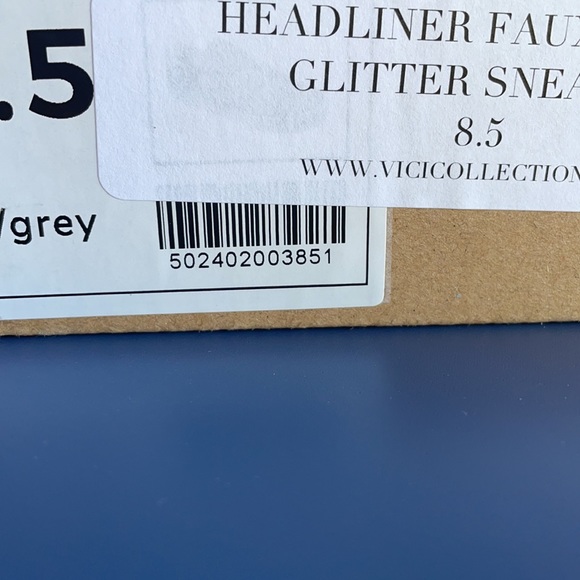 .5
HEADLINER FAUX
GLITTER SNEA
8.5
WWW.VICICOLLECTION
/grey
502402003851